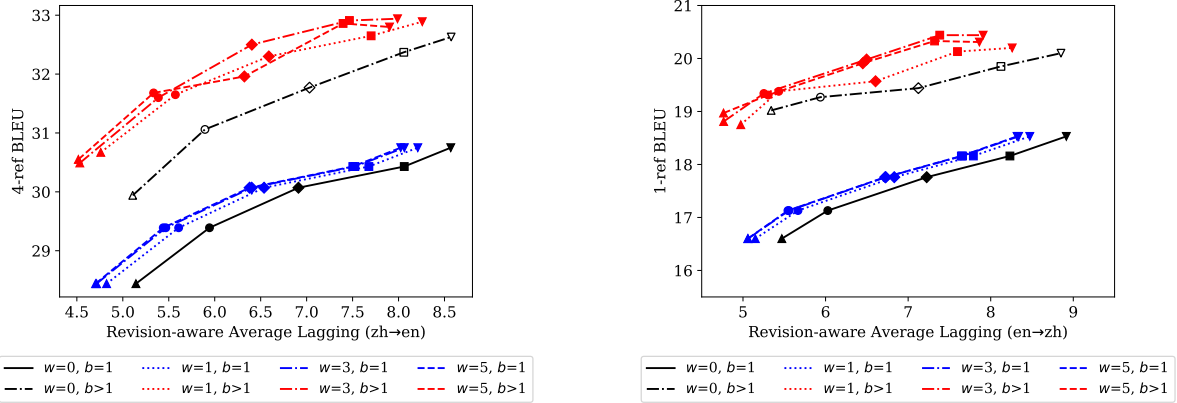 33
32
31
30
29
4-ref BLEU
4.5 5.0 5.5 6.0 6.5 7.0 7.5 8.0 8.5
Revision-aware Average Lagging (zh→en)
w=0, b=1 w=1, b=1 w=3, b=1 w=5, b=1
w=0, b>1 w=1, b>1 w=3, b>1 w=5, b>1
21
20
19
18
17
16
1-ref BLEU
5 6 7 8 9
Revision-aware Average Lagging (en→zh)
w=0, b=1 w=1, b=1 w=3, b=1 w=5, b=1
w=0, b>1 w=1, b>1 w=3, b>1 w=5, b>1